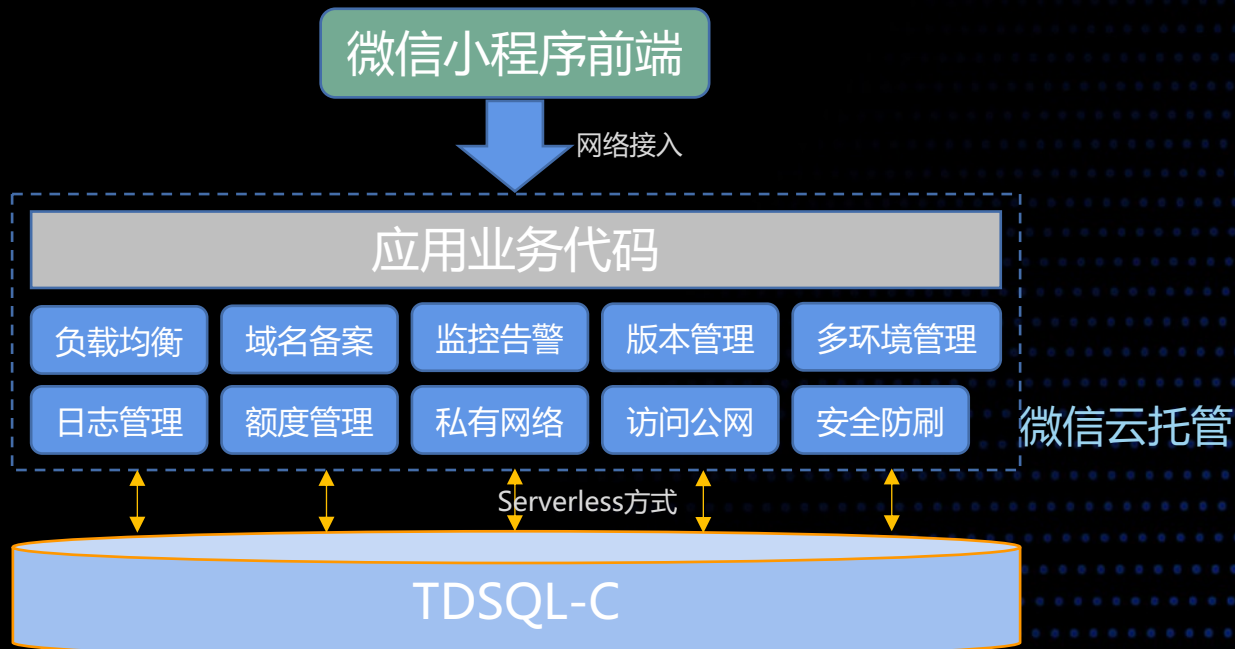 微信小程序前端
网络接入
应用业务代码
负载均衡
域名备案
监控告警
版本管理
多环境管理
日志管理
额度管理
私有网络
访问公网
安全防刷
微信云托管
Serverless方式
TDSQL-C